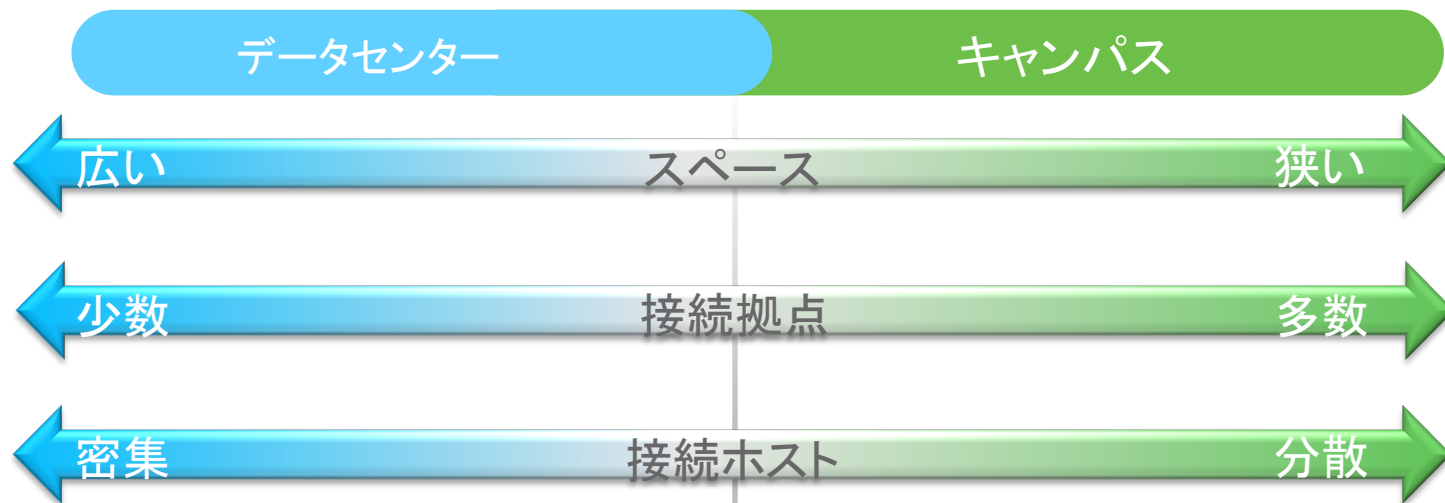 データセンター キャンパス
広い スペース 狭い
少数 接続拠点 多数
密集 接続ホスト 分散